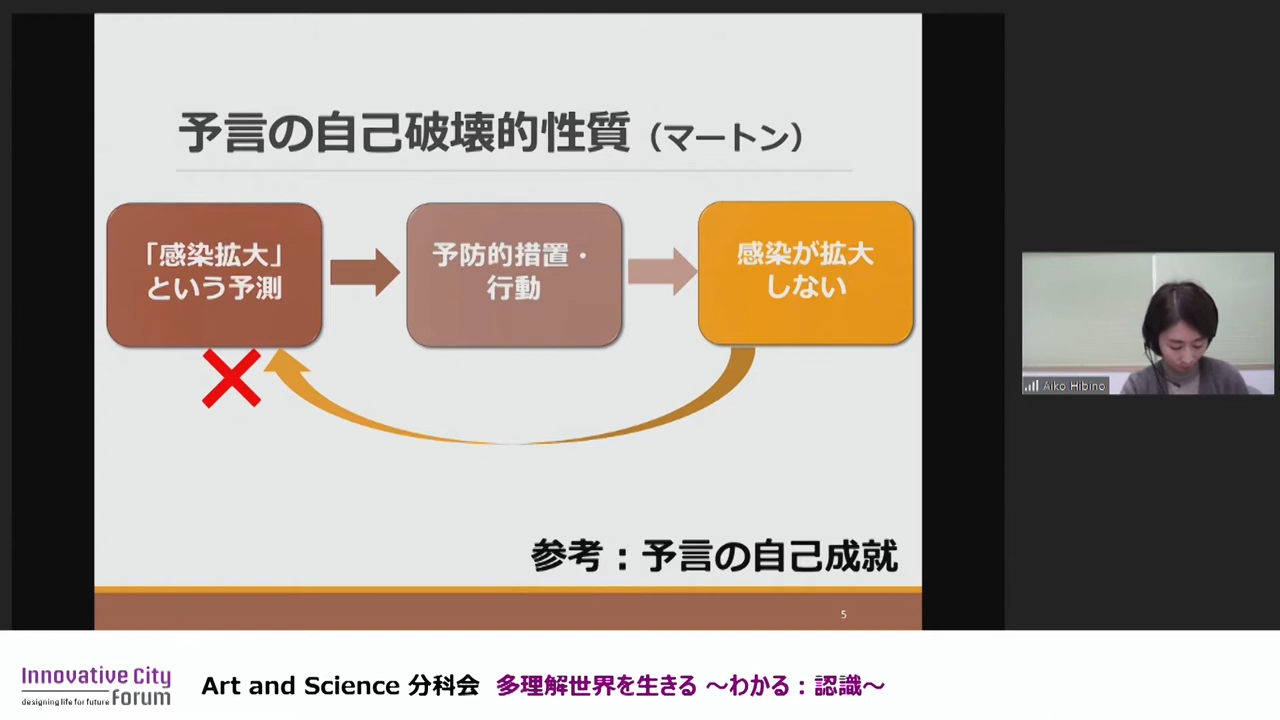 予言の自己破壊的性質（マートン）
「感染拡大」
という予測
予防的措置・
行動
感染が拡大
しない
参考：予言の自己成就
5
Aiko Hibino
Innovative City
designing life for future Forum
Art and Science 分科会 多理解世界を生きる ～わかる：認識～